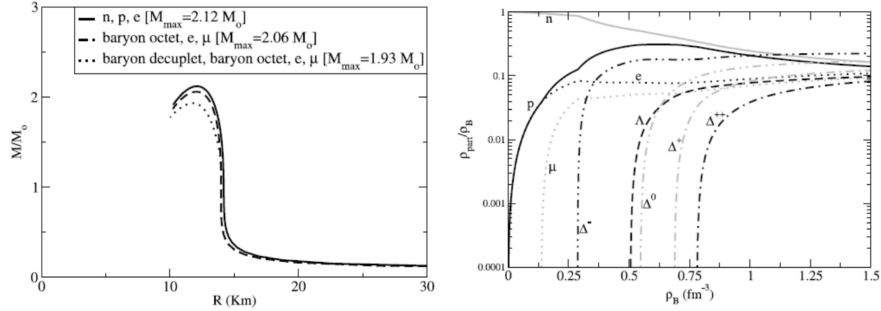 3
2
1
0
M/M_o
n, p, e [M_max=2.12 M_o]
baryon octet, e, μ [M_max=2.06 M_o]
baryon decuplet, baryon octet, e, μ [M_max=1.93 M_o]
0 10 20 30
R (Km)
1
0.1
0.01
0.001
0.0001
ρ_part/ρ_B
n
p
e
μ
Λ
Δ^-
Δ^0
Δ^+
Δ^++
0 0.25 0.5 0.75 1 1.25 1.5
ρ_B (fm^-3)